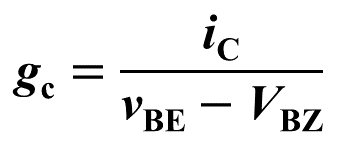 g_c = i_C / (v_BE − V_BZ)